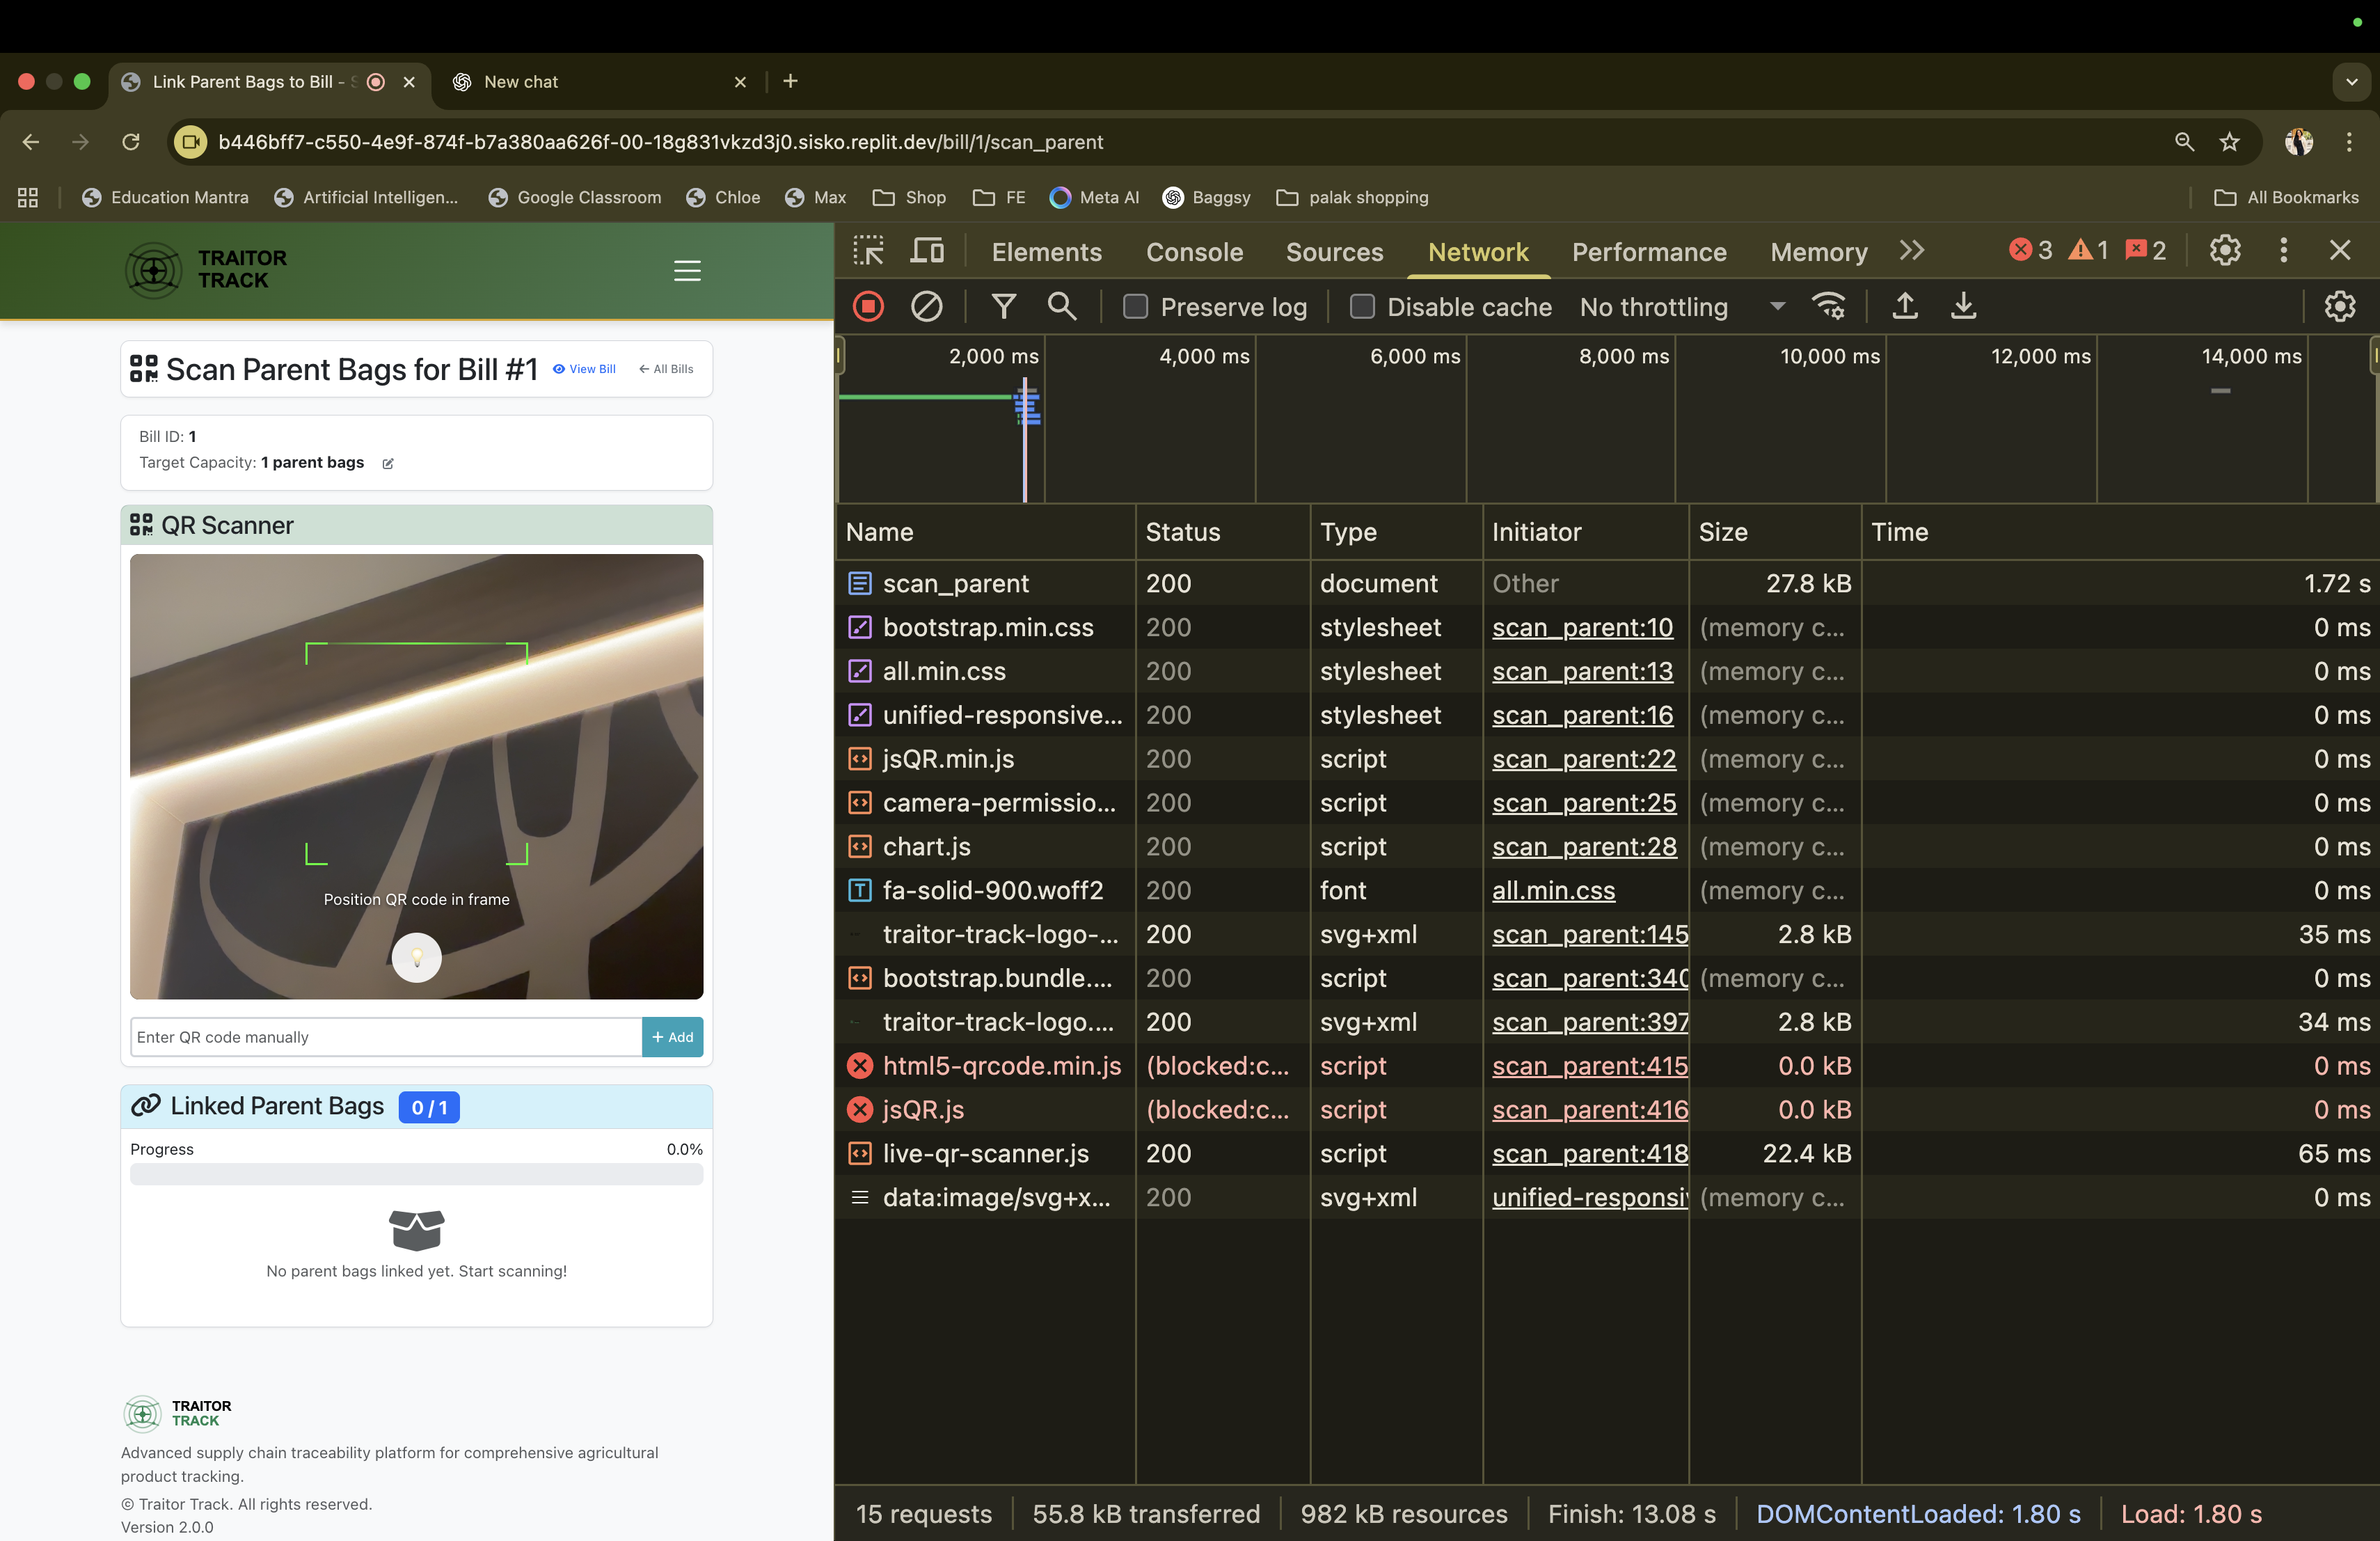 Link Parent Bags to Bill - S
New chat
b446bff7-c550-4e9f-874f-b7a380aa626f-00-18g831vkzd3j0.sisko.replit.dev/bill/1/scan_parent
Education Mantra
Artificial Intelligen...
Google Classroom
Chloe
Max
Shop
FE
Meta AI
Baggsy
palak shopping
All Bookmarks
TRAITOR
TRACK
Scan Parent Bags for Bill #1
View Bill
← All Bills
Bill ID: 1
Target Capacity: 1 parent bags
QR Scanner
Position QR code in frame
Enter QR code manually
+ Add
Linked Parent Bags 0 / 1
Progress 0.0%
No parent bags linked yet. Start scanning!
TRAITOR
TRACK
Advanced supply chain traceability platform for comprehensive agricultural
product tracking.
© Traitor Track. All rights reserved.
Version 2.0.0
Elements Console Sources Network Performance Memory 3 1 2
Preserve log Disable cache No throttling
2,000 ms 4,000 ms 6,000 ms 8,000 ms 10,000 ms 12,000 ms 14,000 ms
Name Status Type Initiator Size Time
scan_parent 200 document Other 27.8 kB 1.72 s
bootstrap.min.css 200 stylesheet scan_parent:10 (memory c... 0 ms
all.min.css 200 stylesheet scan_parent:13 (memory c... 0 ms
unified-responsive... 200 stylesheet scan_parent:16 (memory c... 0 ms
jsQR.min.js 200 script scan_parent:22 (memory c... 0 ms
camera-permissio... 200 script scan_parent:25 (memory c... 0 ms
chart.js 200 script scan_parent:28 (memory c... 0 ms
fa-solid-900.woff2 200 font all.min.css (memory c... 0 ms
traitor-track-logo-... 200 svg+xml scan_parent:145 2.8 kB 35 ms
bootstrap.bundle.... 200 script scan_parent:340 (memory c... 0 ms
traitor-track-logo.... 200 svg+xml scan_parent:397 2.8 kB 34 ms
html5-qrcode.min.js (blocked:c... script scan_parent:415 0.0 kB 0 ms
jsQR.js (blocked:c... script scan_parent:416 0.0 kB 0 ms
live-qr-scanner.js 200 script scan_parent:418 22.4 kB 65 ms
data:image/svg+x... 200 svg+xml unified-responsi (memory c... 0 ms
15 requests 55.8 kB transferred 982 kB resources Finish: 13.08 s DOMContentLoaded: 1.80 s Load: 1.80 s